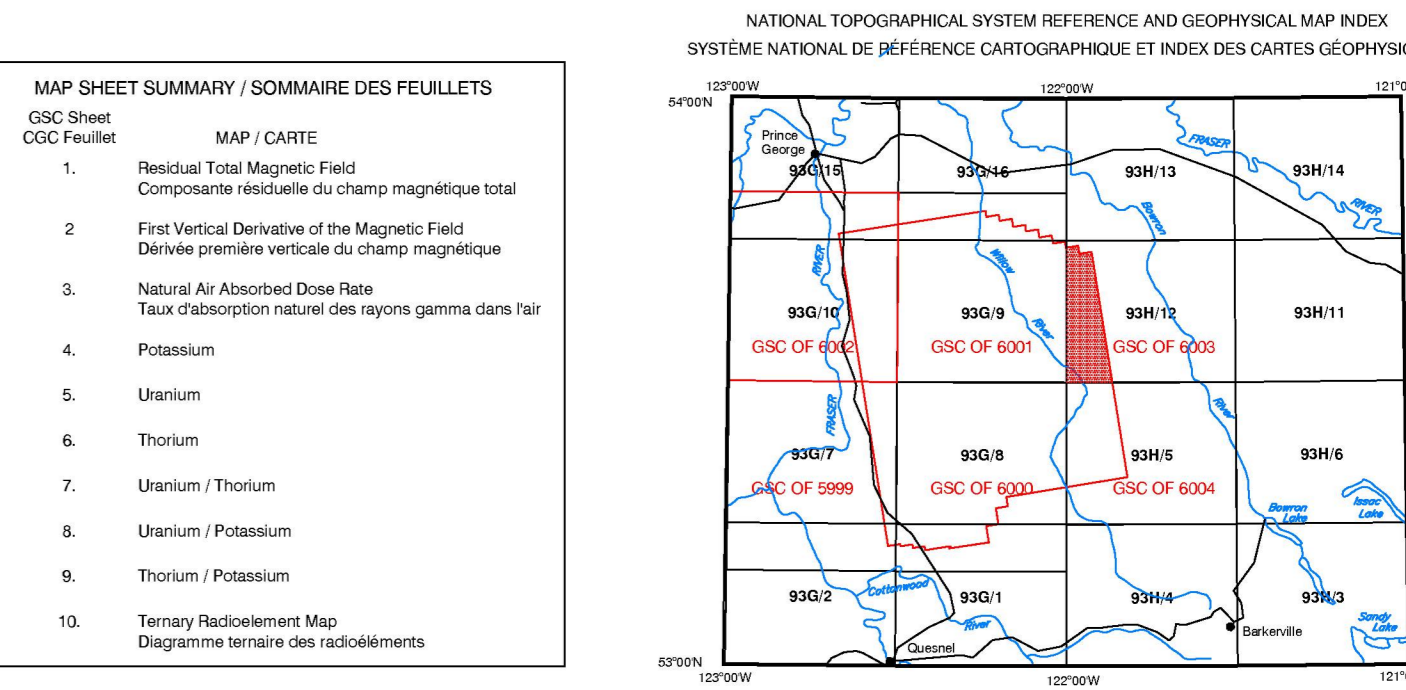 MAP SHEET SUMMARY / SOMMAIRE DES FEUILLETS
GSC Sheet
CGC Feuillet
MAP / CARTE
1. Residual Total Magnetic Field
Composante résiduelle du champ magnétique total
2 First Vertical Derivative of the Magnetic Field
Dérivée première verticale du champ magnétique
3. Natural Air Absorbed Dose Rate
Taux d'absorption naturel des rayons gamma dans l'air
4. Potassium
5. Uranium
6. Thorium
7. Uranium / Thorium
8. Uranium / Potassium
9. Thorium / Potassium
10. Ternary Radioelement Map
Diagramme ternaire des radioéléments
NATIONAL TOPOGRAPHICAL SYSTEM REFERENCE AND GEOPHYSICAL MAP INDEX
SYSTÈME NATIONAL DE RÉFÉRENCE CARTOGRAPHIQUE ET INDEX DES CARTES
123°00'W
122°00'W
54°00'N
Prince
George
FRASER
RIVER
93G/15
93G/16
93H/13
93H/14
Bowron
RIVER
Willow
River
93G/10
93G/9
93H/12
93H/11
GSC OF 6002
GSC OF 6001
GSC OF 6003
FRASER
River
93G/7
93G/8
93H/5
93H/6
GSC OF 5999
GSC OF 6000
GSC OF 6004
Bowron
Lake
Issac
Lake
93G/2
Cottonwood
River
93G/1
93H/4
93H/3
Sandy
Lake
Barkerville
Quesnel
53°00'N
123°00'W
122°00'W